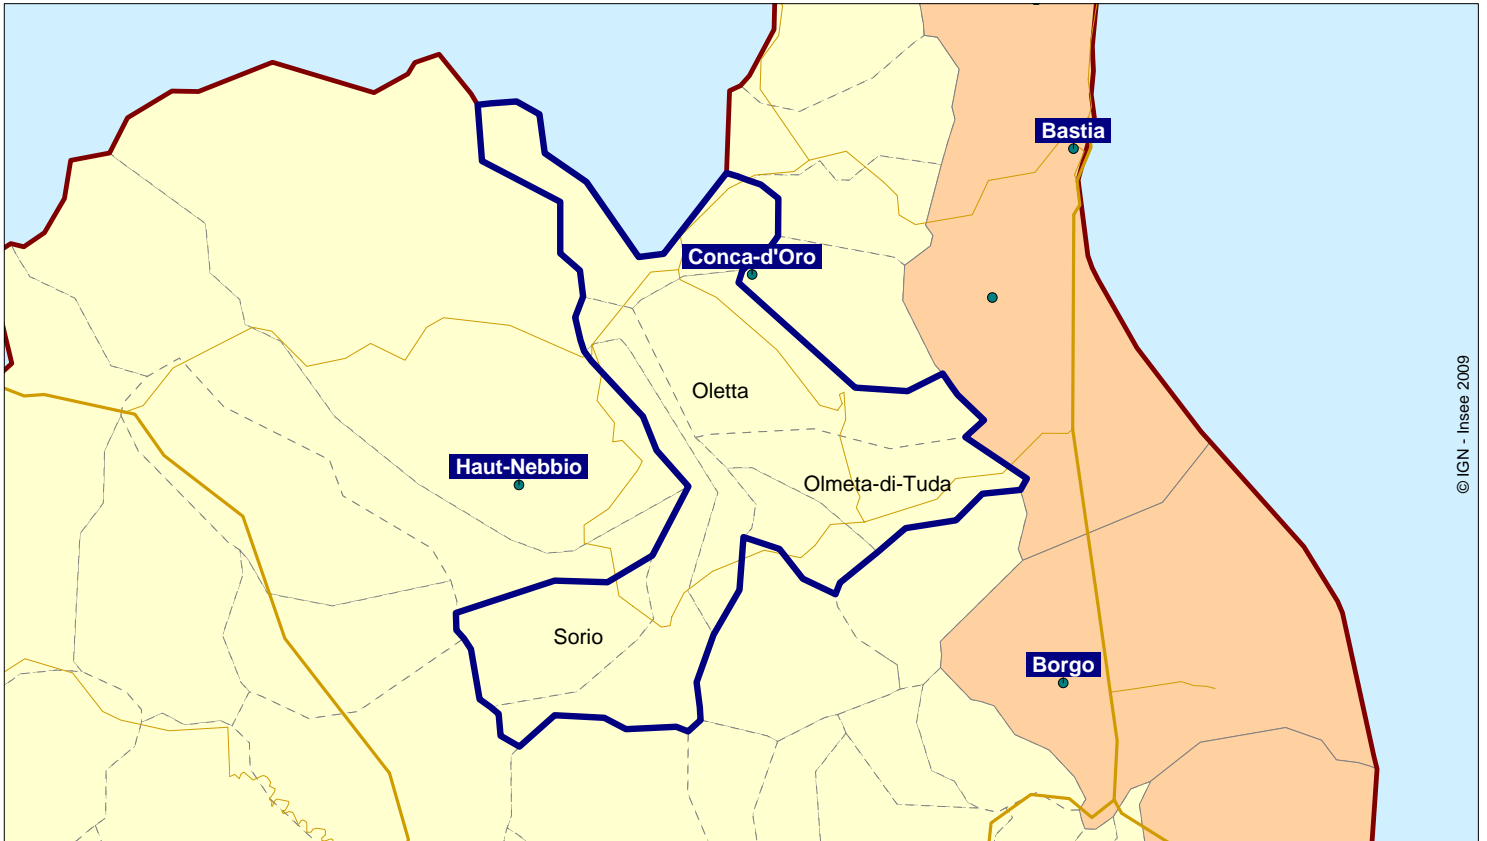 Bastia
Conca-d'Oro
Oletta
Haut-Nebbio
Olmeta-di-Tuda
Sorio
Borgo
© IGN - Insee 2009